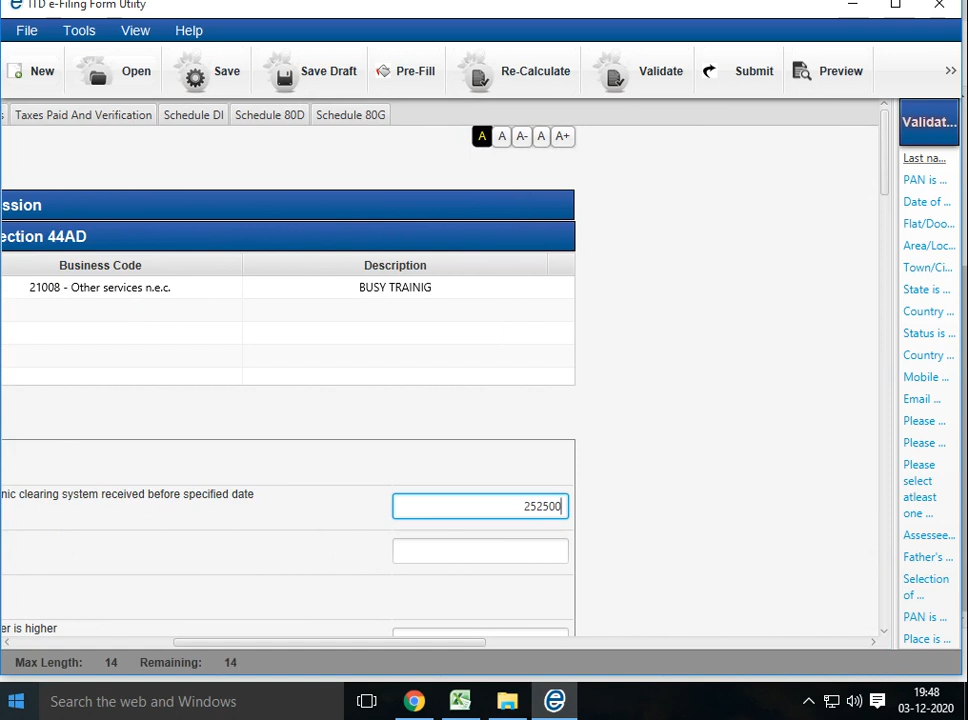 ITD e-Filing Form Utility
File Tools View Help
New Open Save Save Draft Pre-Fill Re-Calculate Validate Submit Preview >>
s Taxes Paid And Verification Schedule DI Schedule 80D Schedule 80G
A A A- A A+
ssion
ection 44AD
Business Code Description
21008 - Other services n.e.c. BUSY TRAINIG
nic clearing system received before specified date
252500
er is higher
Validat...
Last na...
PAN is ...
Date of ...
Flat/Doo...
Area/Loc...
Town/Ci...
State is ...
Country ...
Status is ...
Country ...
Mobile ...
Email ...
Please ...
Please ...
Please
select
atleast
one ...
Assessee...
Father's ...
Selection
of ...
PAN is ...
Place is ...
Max Length: 14 Remaining: 14
Search the web and Windows
19:48
03-12-2020